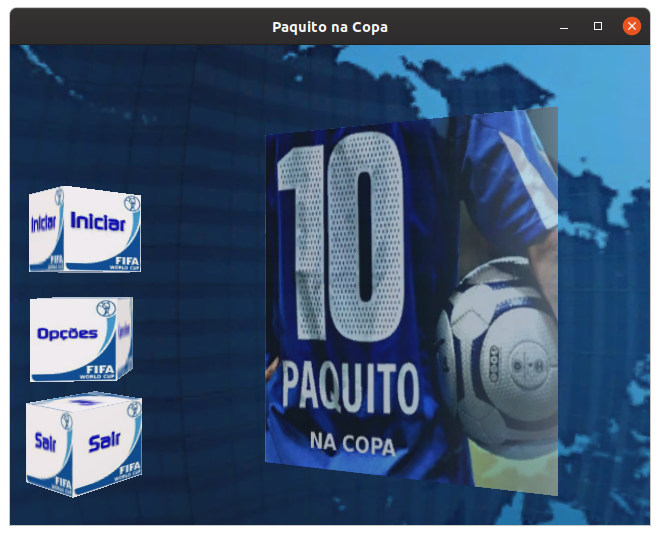 Paquito na Copa
Iniciar
Iniciar
FIFA
WORLD CUP
Opções
FIFA
WORLD CUP
Sair
Sair
FIFA
WORLD CUP
10
PAQUITO
NA COPA